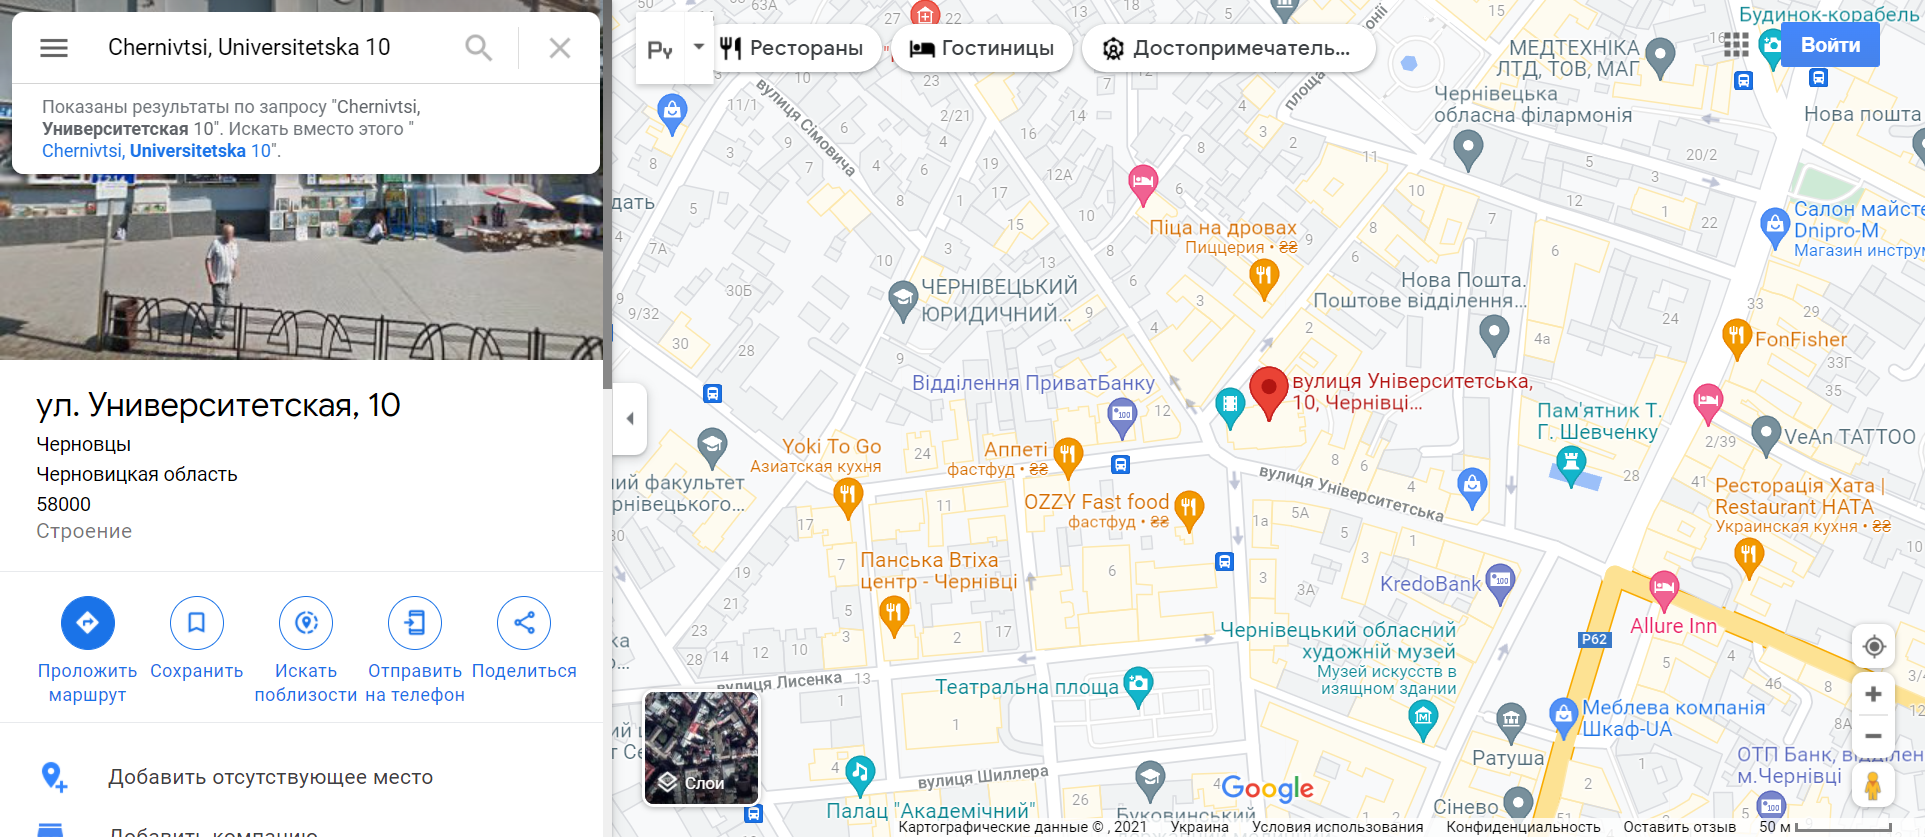 Chernivtsi, Universitetska 10
Показаны результаты по запросу "Chernivtsi,
Университетская 10". Искать вместо этого "
Chernivtsi, Universitetska 10".
ул. Университетская, 10
Черновцы
Черновицкая область
58000
Строение
Проложить
маршрут
Сохранить
Искать
поблизости
Отправить
на телефон
Поделиться
Добавить отсутствующее место
Добавить компанию
Ру
Рестораны
Гостиницы
Достопримечатель...
Войти
Будинок-корабель
МЕДТЕХНІКА
ЛТД, ТОВ, МАГ
Чернівецька
обласна філармонія
Нова пошта
вулиця Сімовича
Піца на дровах
Пиццерия • ₴₴
Салон майсте
Dnipro-M
Магазин инструм
ЧЕРНІВЕЦЬКИЙ
ЮРИДИЧНИЙ...
Нова Пошта.
Поштове відділення...
FonFisher
Відділення ПриватБанку
вулиця Університетська,
10, Чернівці...
Пам'ятник Т.
Г. Шевченку
VeAn TATTOO
Yoki To Go
Азиатская кухня
Аппеті
фастфуд • ₴₴
ий факультет
рнівецького...
вулиця Університетська
OZZY Fast food
фастфуд • ₴₴
Ресторація Хата |
Restaurant HATA
Украинская кухня • ₴₴
Панська Втіха
центр - Чернівці
KredoBank
Allure Inn
P62
Чернівецький обласний
художній музей
Музей искусств в
изящном здании
вулиця Лисенка
Театральна площа
Меблева компанія
Шкаф-UA
Ратуша
ОТП Банк, відділен
м.Чернівці
Слои
вулиця Шиллера
Палац "Академічний"
Google
Сінево
Картографические данные © , 2021
Украина
Условия использования
Конфиденциальность
Оставить отзыв
50 м